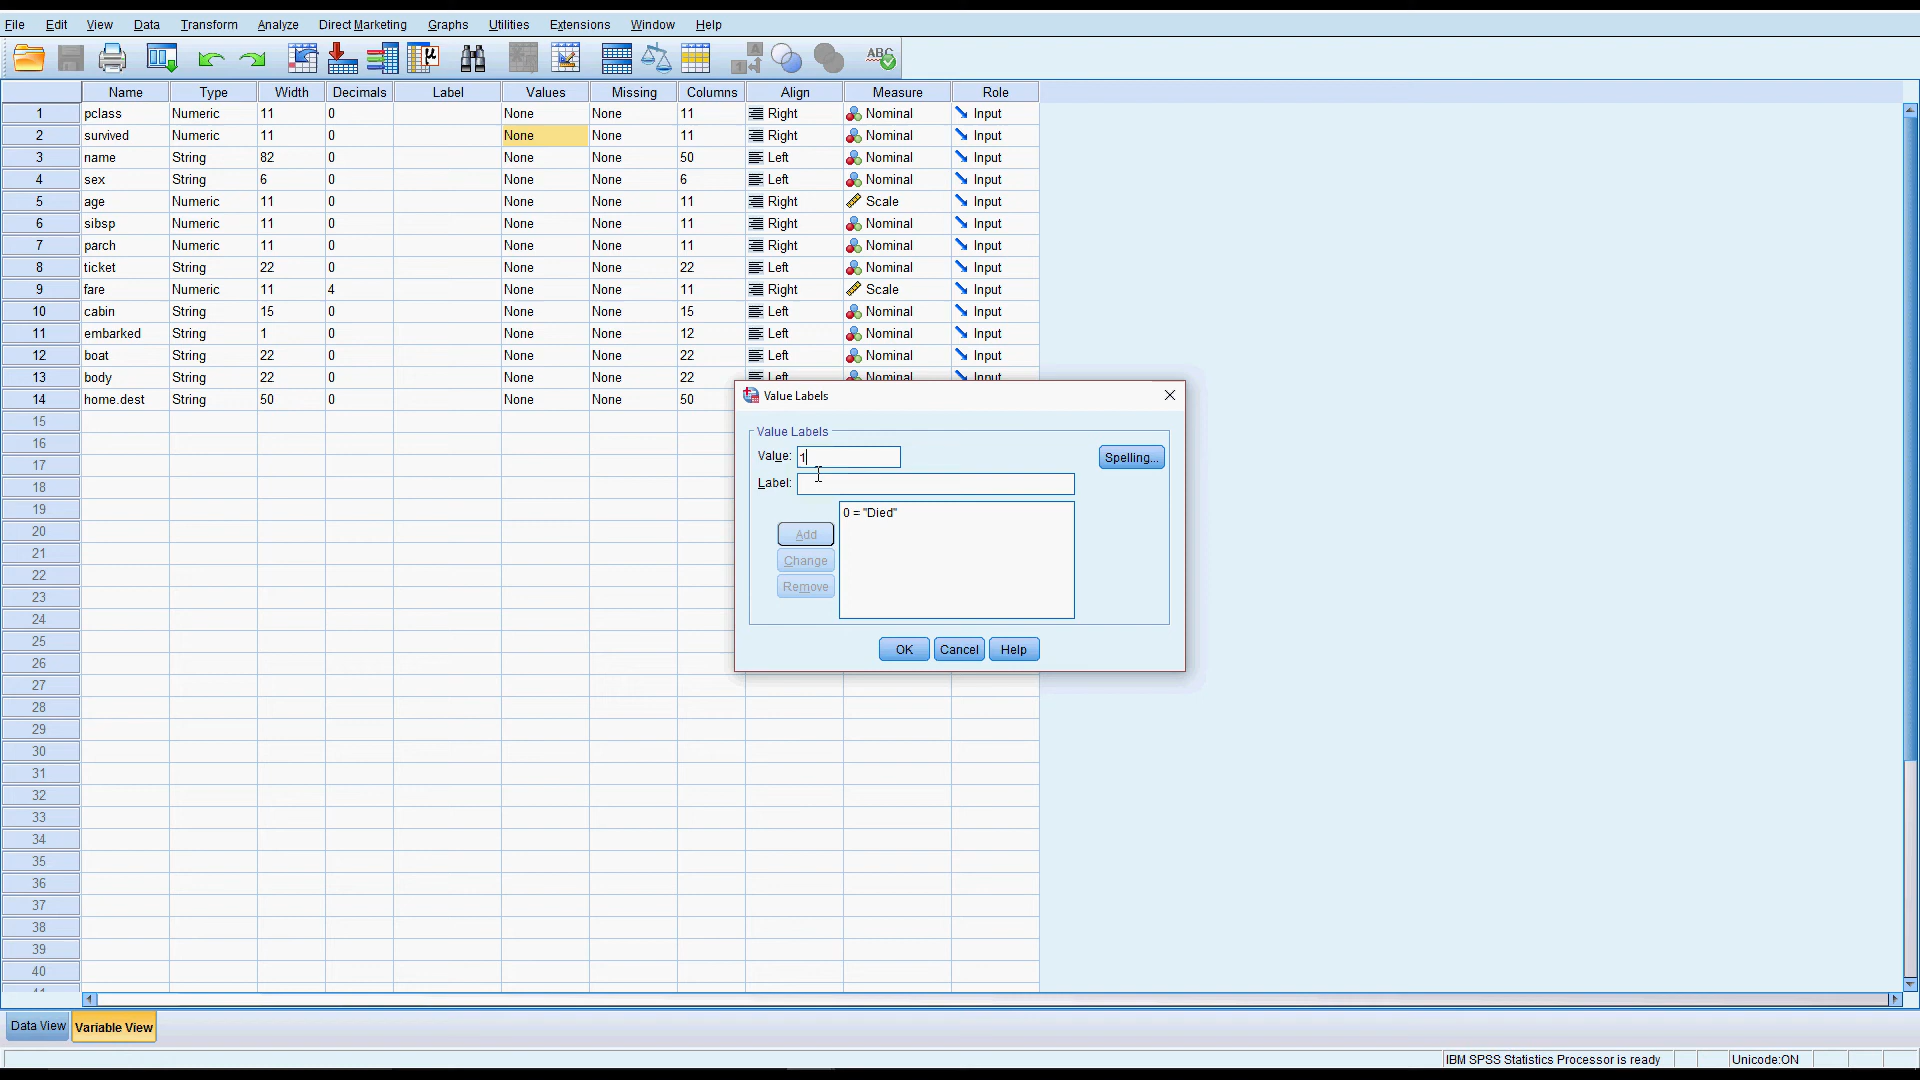 File Edit View Data Transform Analyze Direct Marketing Graphs Utilities Extensions Window Help
Name Type Width Decimals Label Values Missing Columns Align Measure Role
1 pclass Numeric 11 0 None None 11 Right Nominal Input
2 survived Numeric 11 0 None None 11 Right Nominal Input
3 name String 82 0 None None 50 Left Nominal Input
4 sex String 6 0 None None 6 Left Nominal Input
5 age Numeric 11 0 None None 11 Right Scale Input
6 sibsp Numeric 11 0 None None 11 Right Nominal Input
7 parch Numeric 11 0 None None 11 Right Nominal Input
8 ticket String 22 0 None None 22 Left Nominal Input
9 fare Numeric 11 4 None None 11 Right Scale Input
10 cabin String 15 0 None None 15 Left Nominal Input
11 embarked String 1 0 None None 12 Left Nominal Input
12 boat String 22 0 None None 22 Left Nominal Input
13 body String 22 0 None None 22 Left Nominal Input
14 home.dest String 50 0 None None 50
15
16
17
18
19
20
21
22
23
24
25
26
27
28
29
30
31
32
33
34
35
36
37
38
39
40
41
Value Labels
Value Labels
Value: 1
Spelling...
Label:
0 = "Died"
Add
Change
Remove
OK Cancel Help
Data View Variable View
IBM SPSS Statistics Processor is ready Unicode:ON